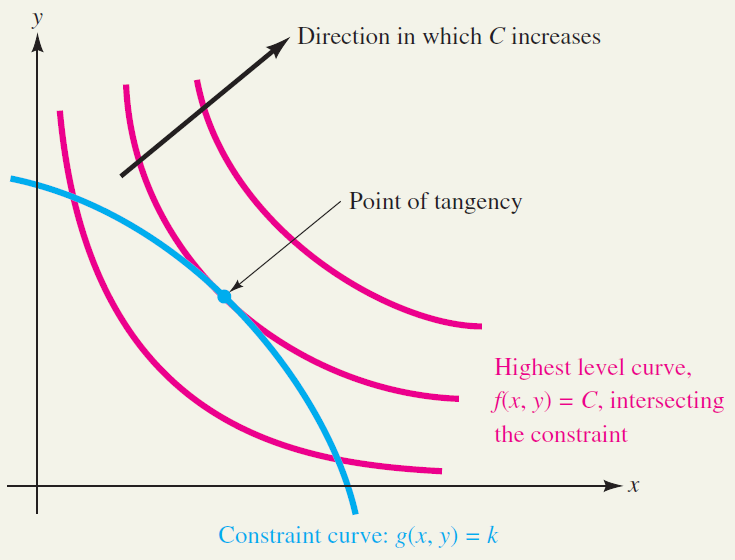 y
Direction in which C increases
Point of tangency
Highest level curve,
f(x, y) = C, intersecting
the constraint
x
Constraint curve: g(x, y) = k